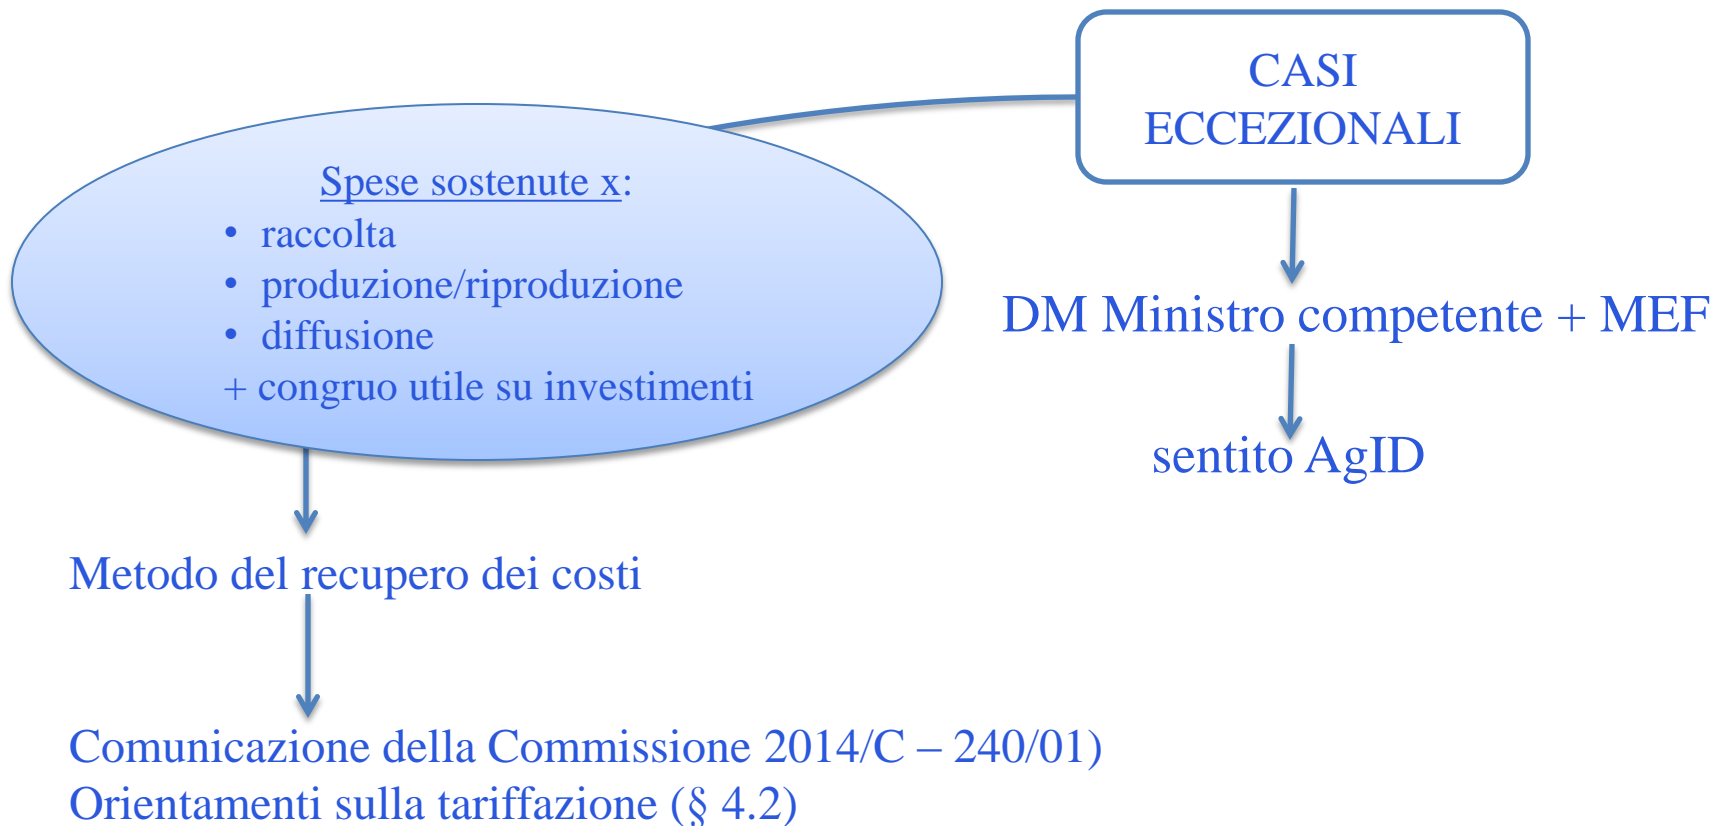 CASI
ECCEZIONALI
Spese sostenute x:
• raccolta
• produzione/riproduzione
• diffusione
+ congruo utile su investimenti
DM Ministro competente + MEF
sentito AgID
Metodo del recupero dei costi
Comunicazione della Commissione 2014/C – 240/01)
Orientamenti sulla tariffazione (§ 4.2)